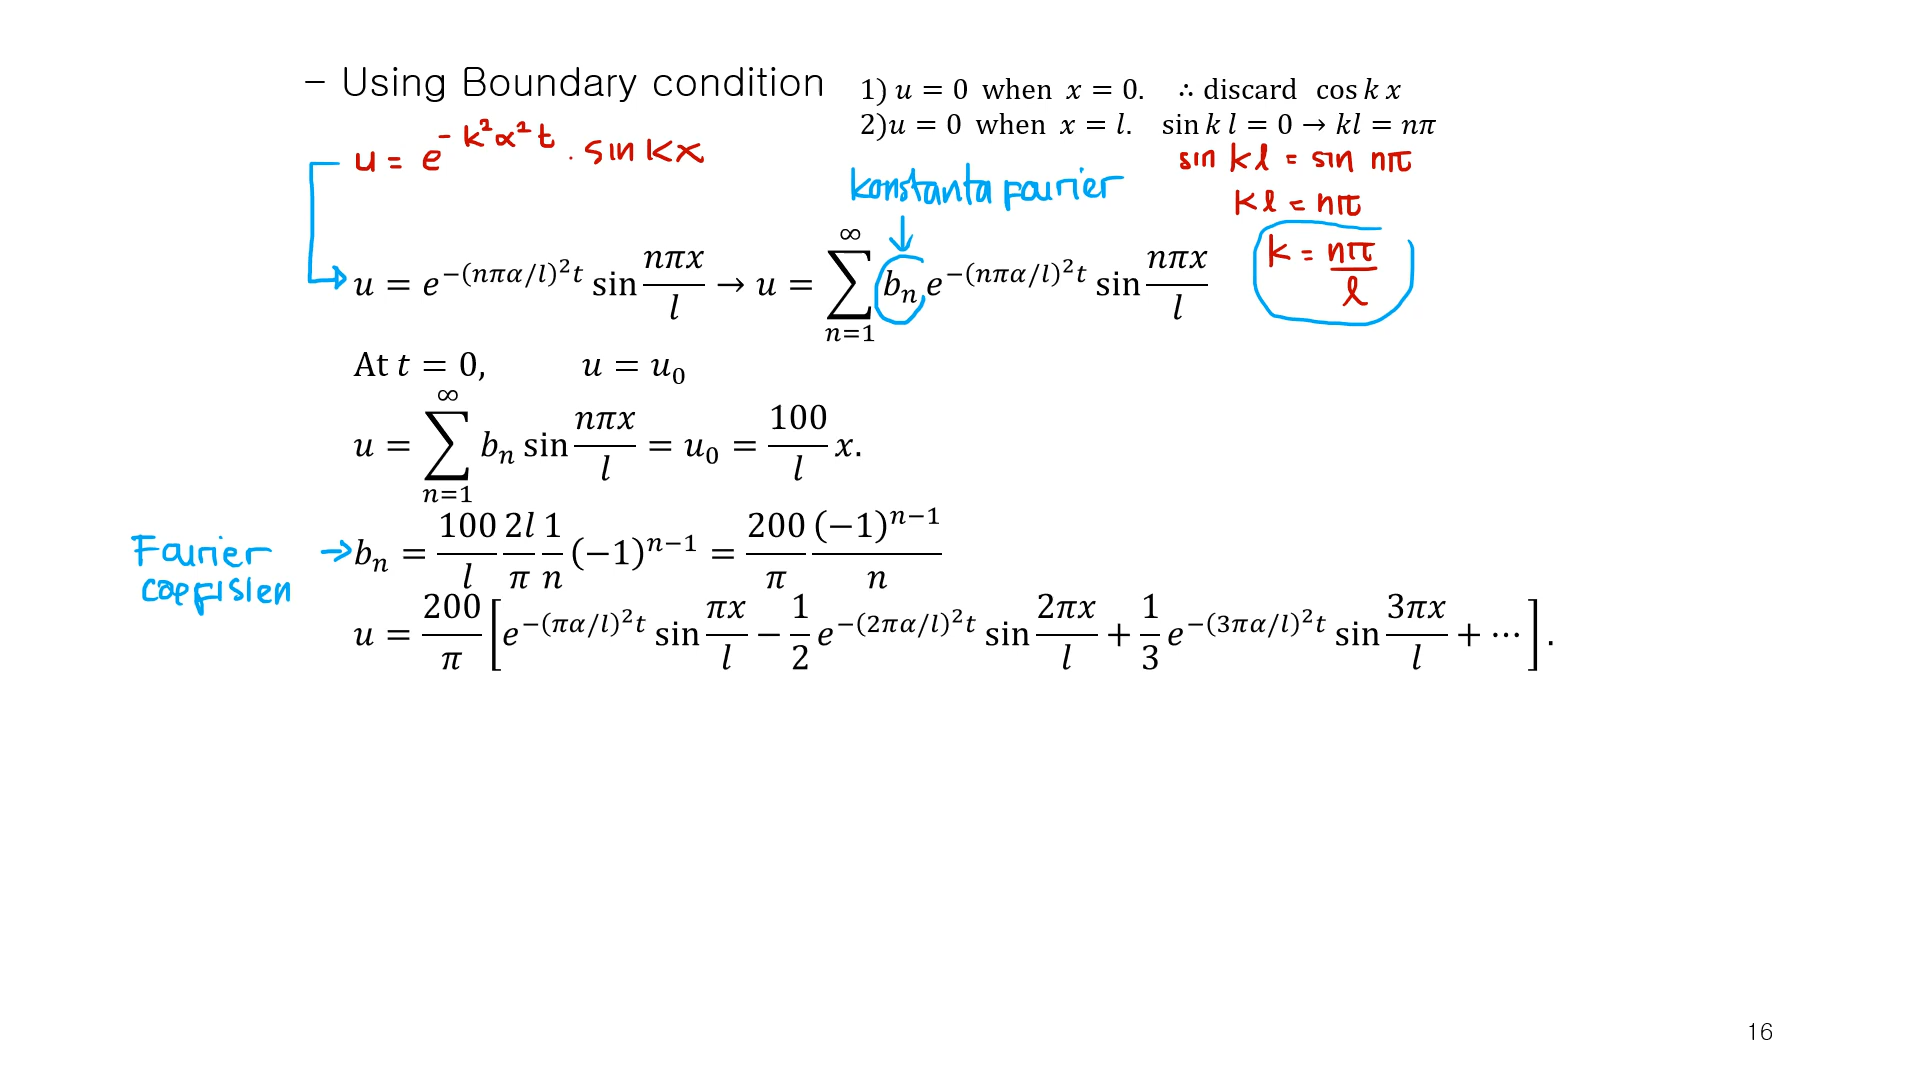 – Using Boundary condition
1) u = 0 when x = 0. ∴ discard cos k x
2)u = 0 when x = l. sin k l = 0 → kl = nπ
u = e^{-k²α²t} . sin kx
sin kl = sin nπ
konstanta fourier
kl = nπ
k = nπ/l
u = e^{−(nπα/l)²t} sin nπx/l → u = ∑_{n=1}^{∞} b_n e^{−(nπα/l)²t} sin nπx/l
At t = 0, u = u₀
u = ∑_{n=1}^{∞} b_n sin nπx/l = u₀ = 100/l x.
Fourier
coefisien
→ b_n = 100/l 2l/π 1/n (−1)^{n−1} = 200/π (−1)^{n−1}/n
u = 200/π [e^{−(πα/l)²t} sin πx/l − 1/2 e^{−(2πα/l)²t} sin 2πx/l + 1/3 e^{−(3πα/l)²t} sin 3πx/l + ⋯] .
16